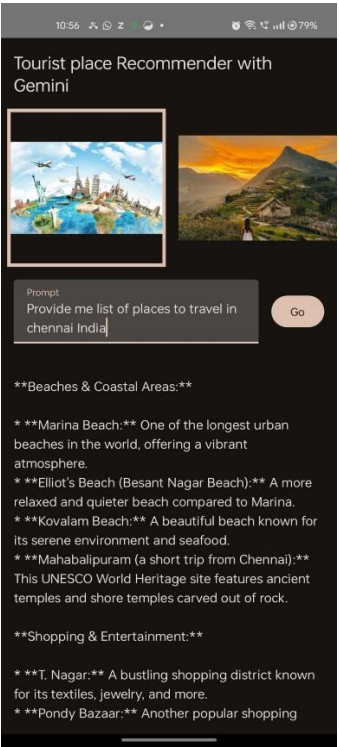 10:56 Z 79%
Tourist place Recommender with
Gemini
Prompt
Provide me list of places to travel in
chennai India
Go
**Beaches & Coastal Areas:**
* **Marina Beach:** One of the longest urban
beaches in the world, offering a vibrant
atmosphere.
* **Elliot's Beach (Besant Nagar Beach):** A more
relaxed and quieter beach compared to Marina.
* **Kovalam Beach:** A beautiful beach known for
its serene environment and seafood.
* **Mahabalipuram (a short trip from Chennai):**
This UNESCO World Heritage site features ancient
temples and shore temples carved out of rock.
**Shopping & Entertainment:**
* **T. Nagar:** A bustling shopping district known
for its textiles, jewelry, and more.
* **Pondy Bazaar:** Another popular shopping